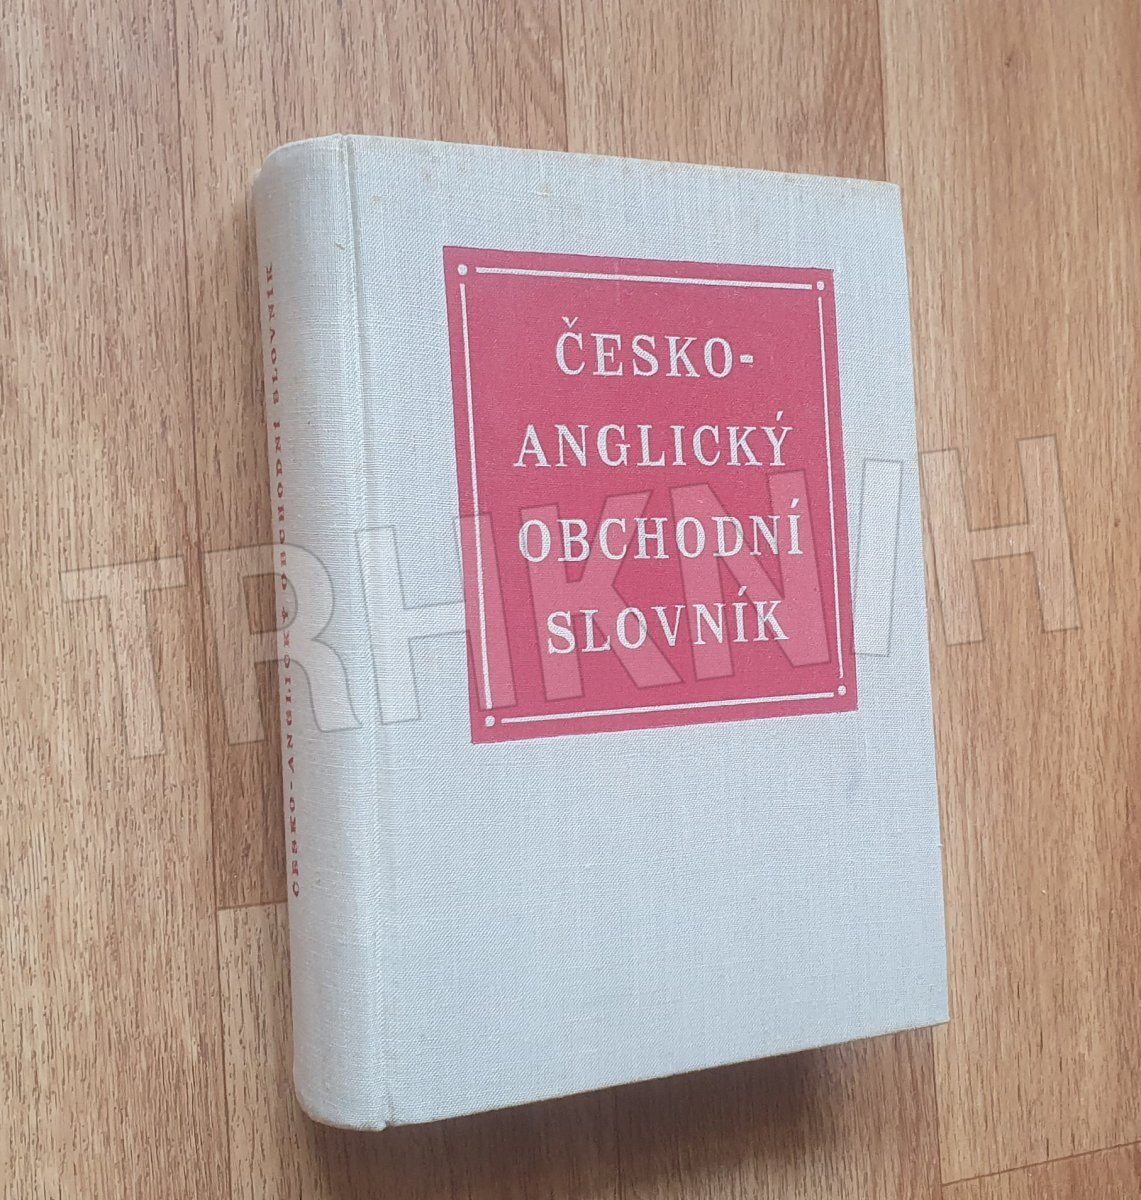 ČESKO-
ANGLICKÝ
OBCHODNÍ
SLOVNÍK
ČESKO-ANGLICKÝ OBCHODNÍ SLOVNÍK
TRHKNIH